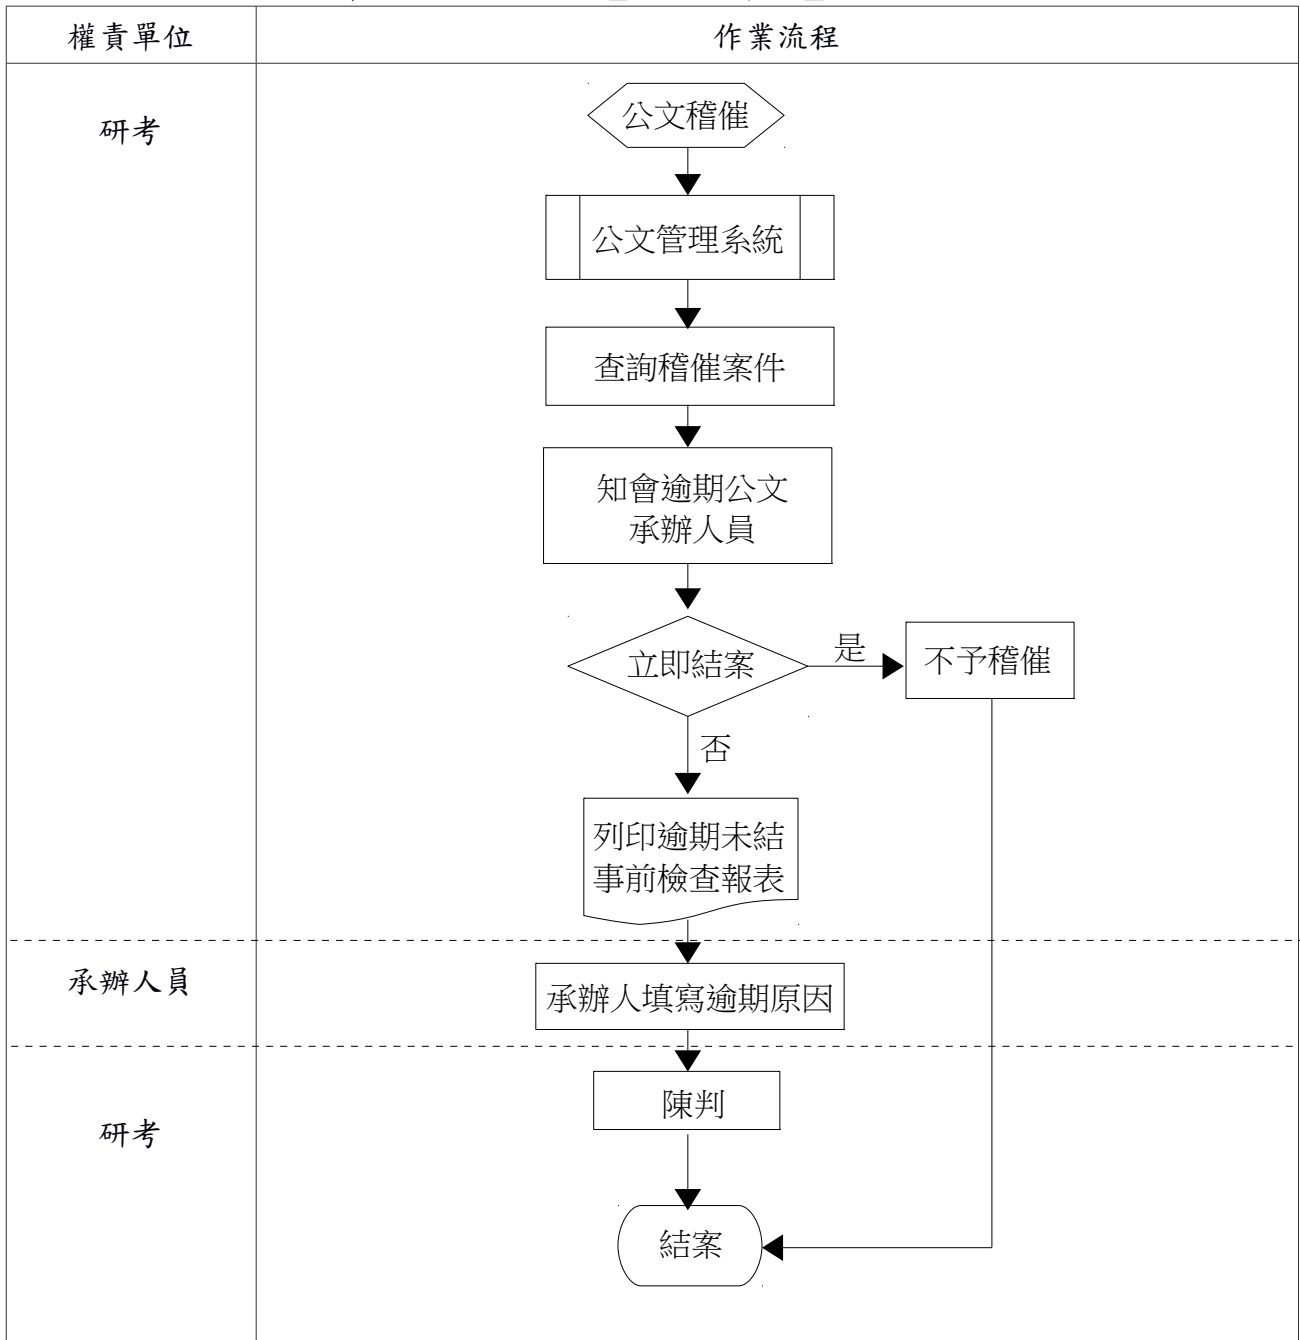 權責單位
作業流程
研考
公文稽催
公文管理系統
查詢稽催案件
知會逾期公文
承辦人員
立即結案
是
不予稽催
否
列印逾期未結
事前檢查報表
承辦人員
承辦人填寫逾期原因
研考
陳判
結案